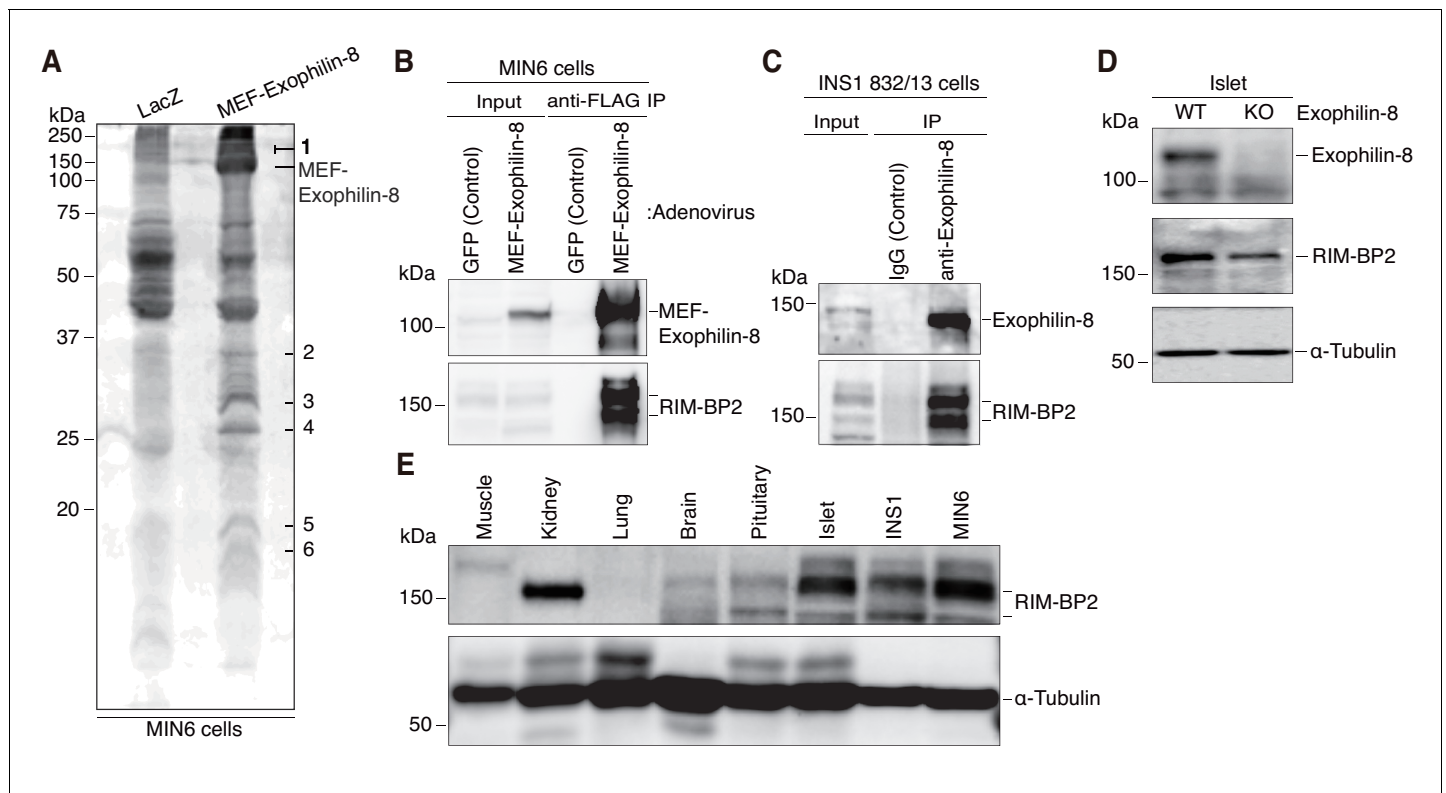 A
LacZ
MEF-Exophilin-8
kDa
250
150
100
75
50
37
25
20
1
MEF-
Exophilin-8
2
3
4
5
6
MIN6 cells
B
MIN6 cells
Input
anti-FLAG IP
GFP (Control)
MEF-Exophilin-8
GFP (Control)
MEF-Exophilin-8
:Adenovirus
kDa
100
MEF-
Exophilin-8
150
RIM-BP2
C
INS1 832/13 cells
Input
IP
IgG (Control)
anti-Exophilin-8
kDa
150
Exophilin-8
150
RIM-BP2
D
Islet
WT
KO
Exophilin-8
kDa
100
Exophilin-8
150
RIM-BP2
50
α-Tubulin
E
Muscle
Kidney
Lung
Brain
Pituitary
Islet
INS1
MIN6
kDa
150
RIM-BP2
50
α-Tubulin